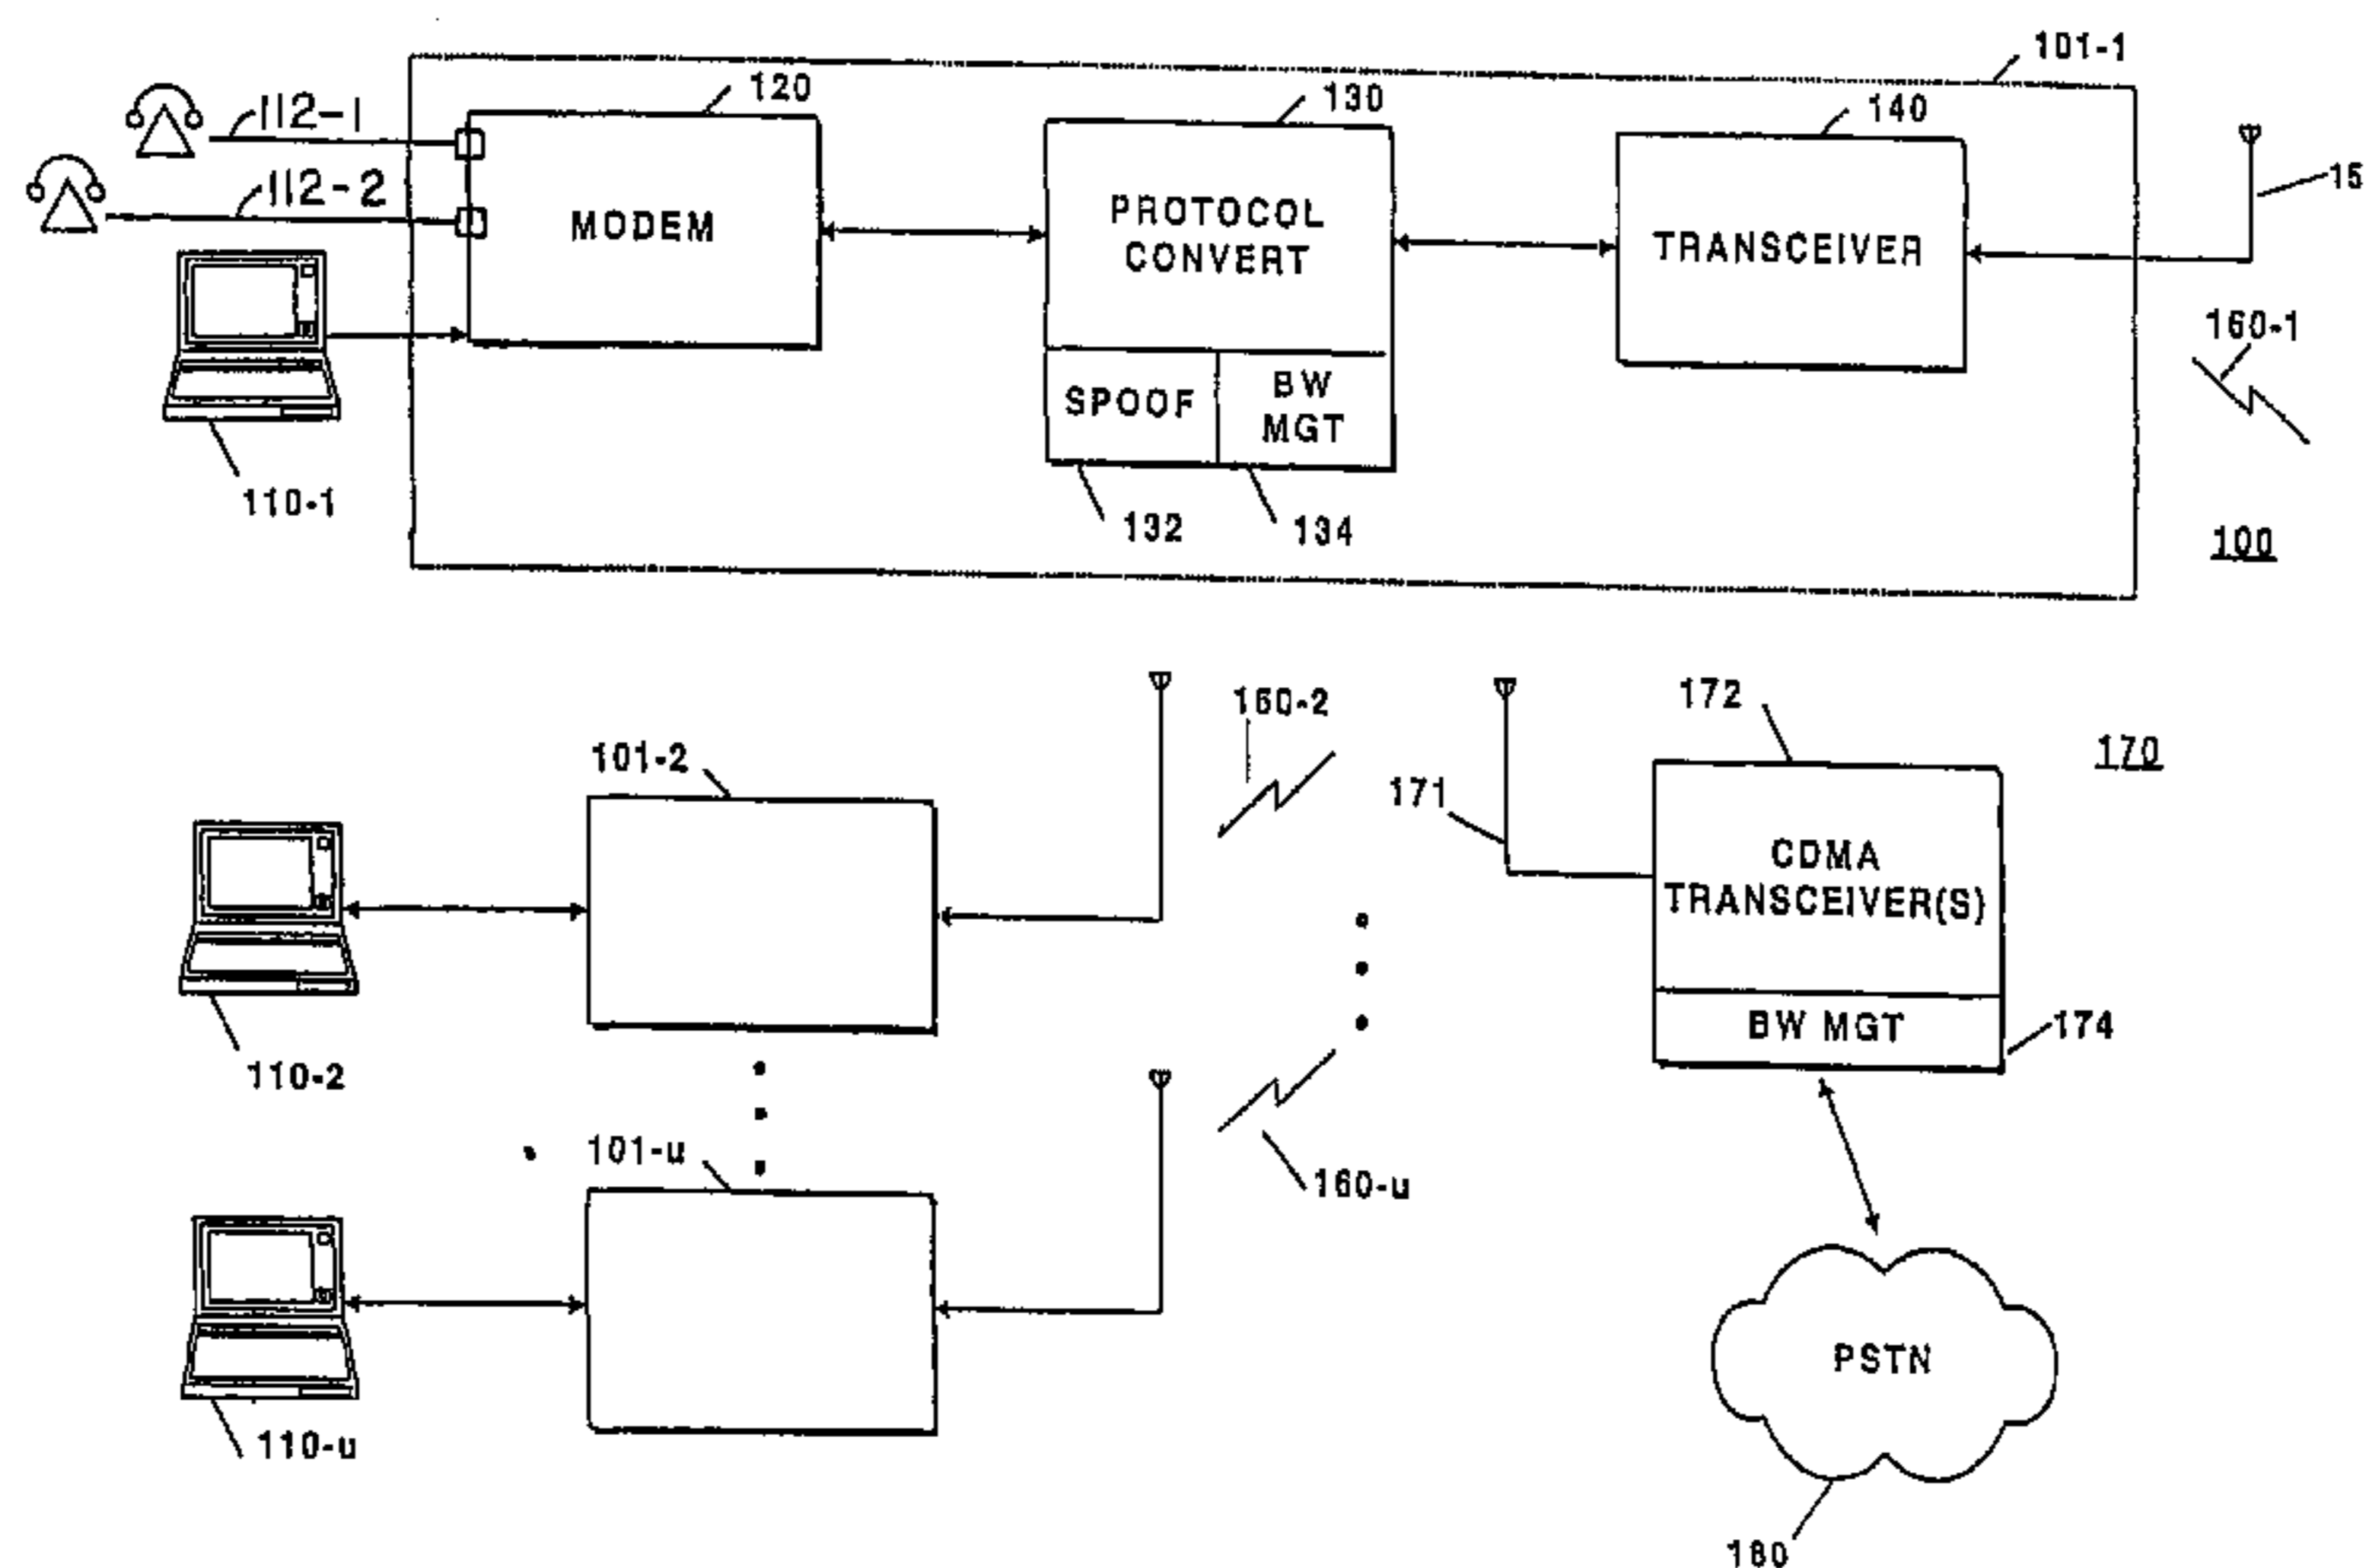 101-1
120
130
140
112-1
112-2
15
MODEM
PROTOCOL
CONVERT
TRANSCEIVER
160-1
SPOOF
BW
MGT
110-1
132
134
100
160-2
172
170
101-2
171
CDMA
TRANSCEIVER(S)
BW MGT
174
110-2
101-u
160-u
PSTN
110-u
180